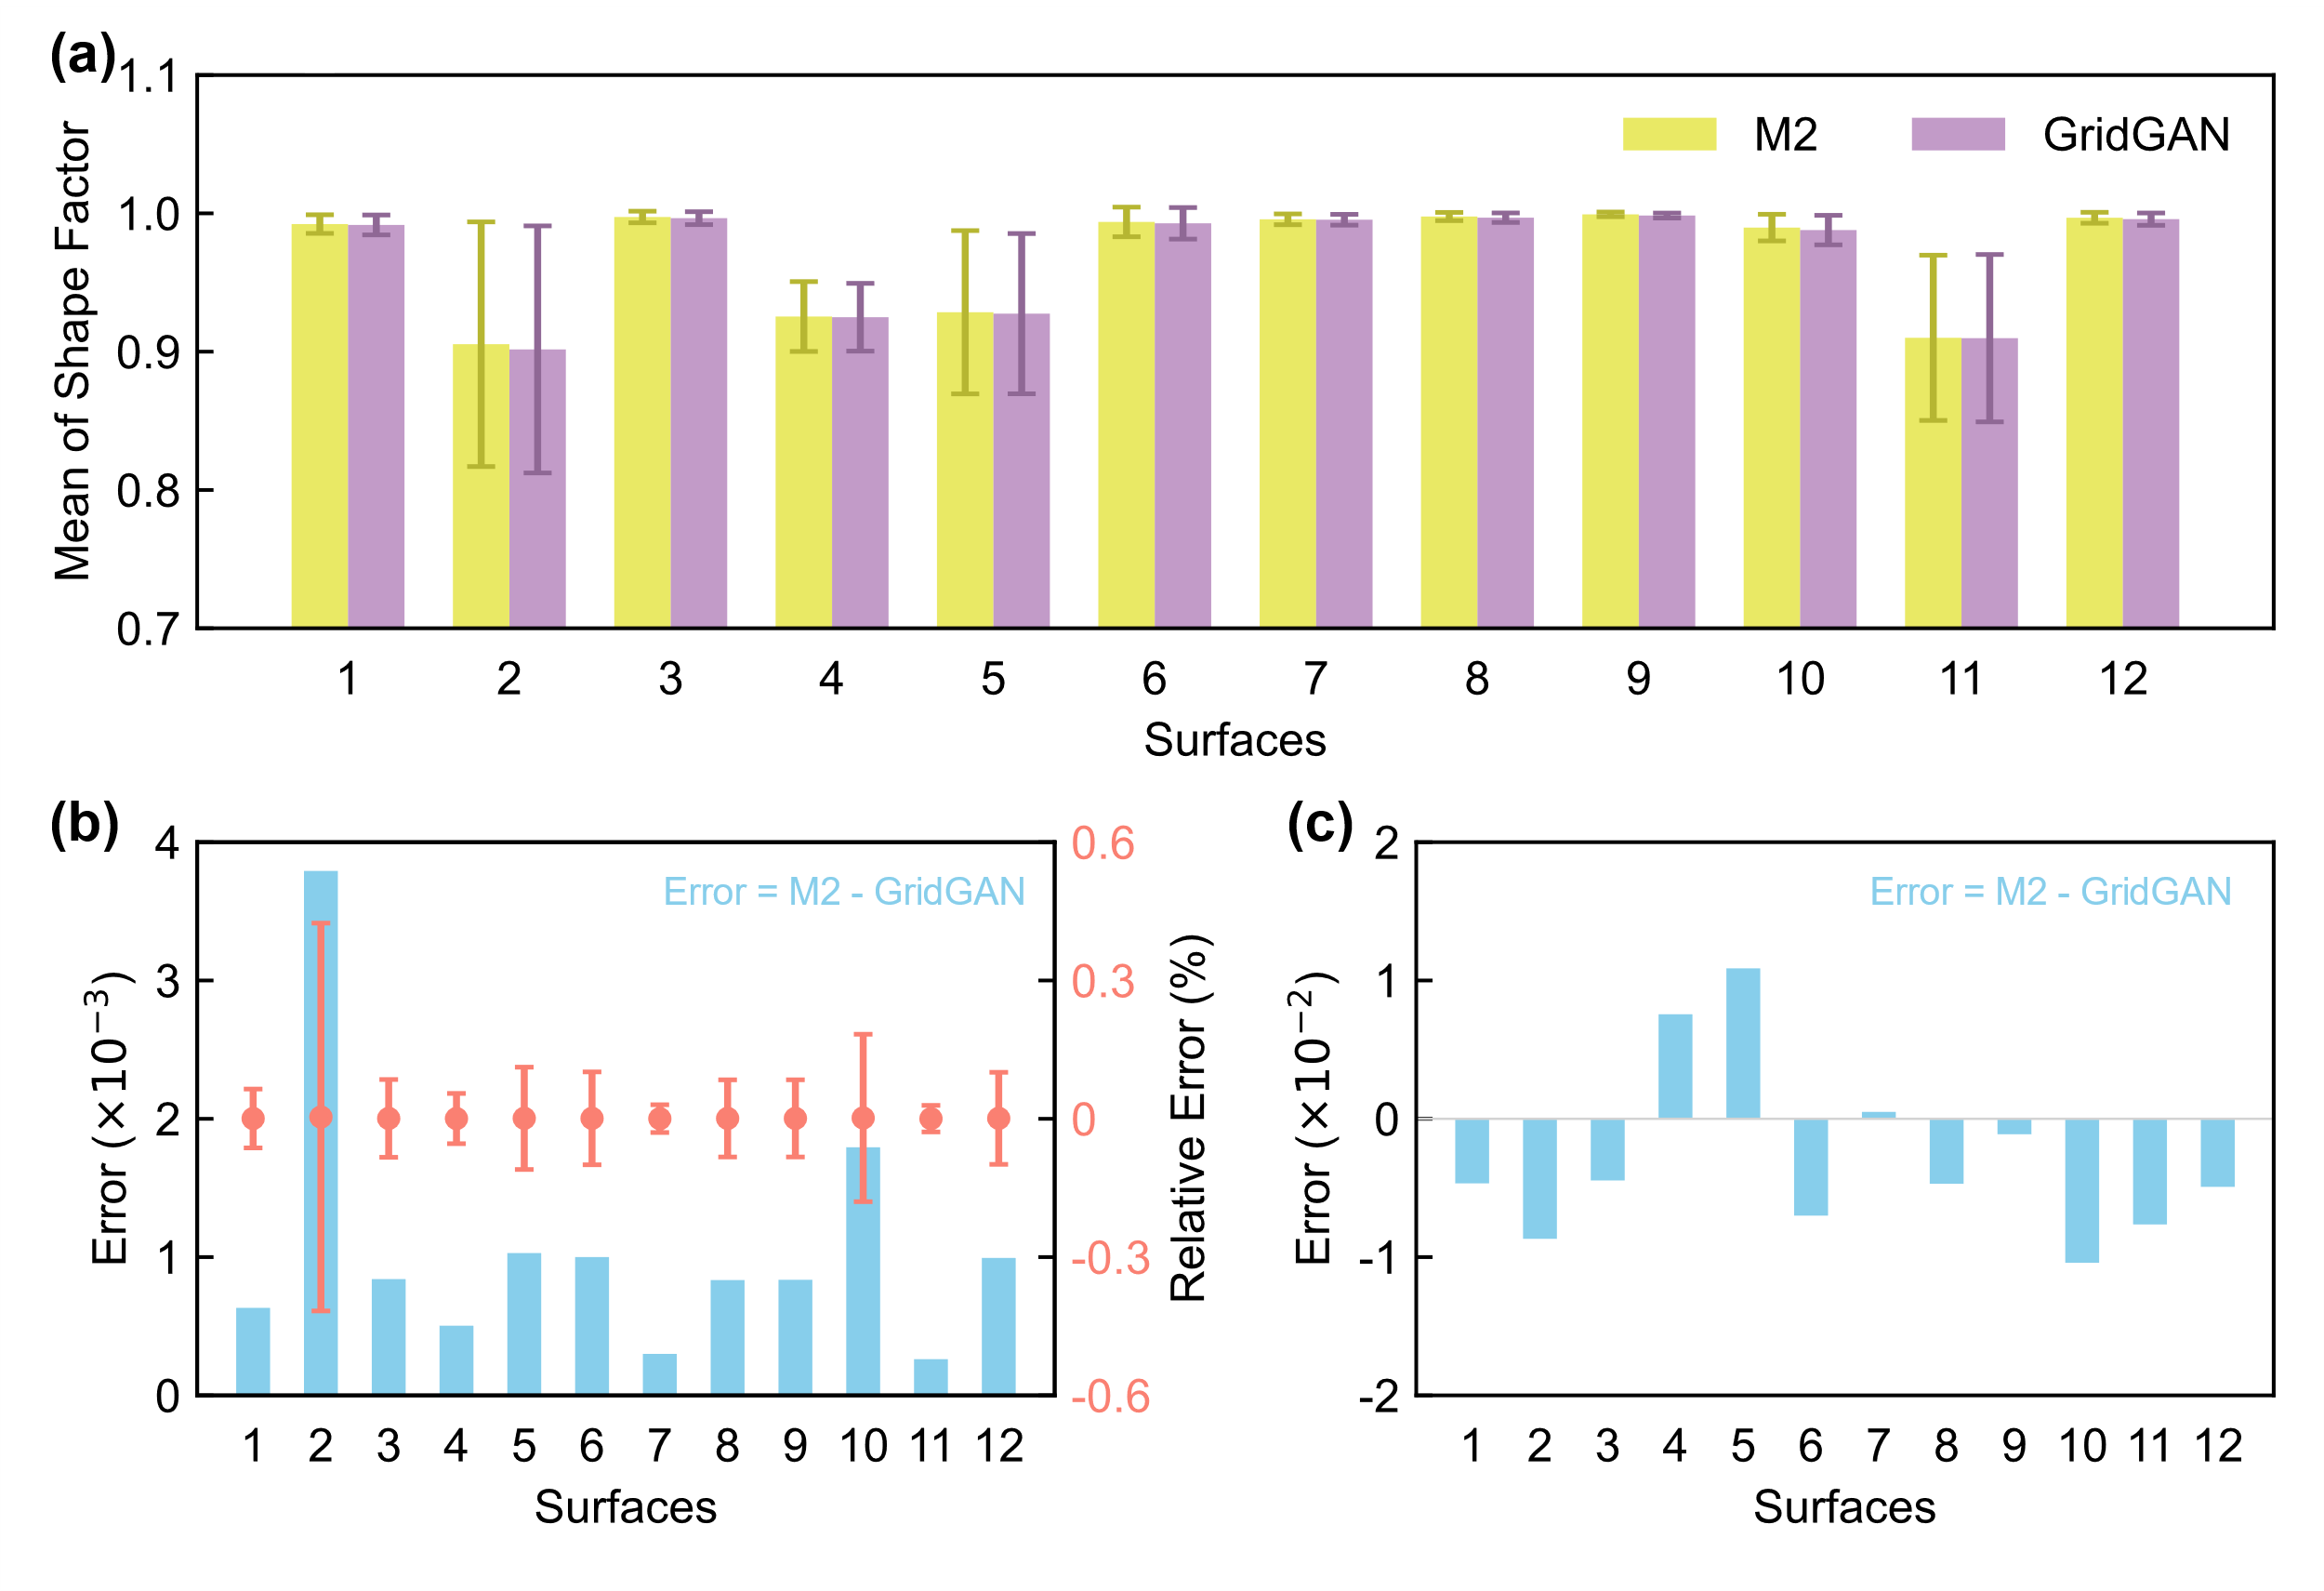 (a)
1.1
1.0
0.9
0.8
0.7
Mean of Shape Factor
M2 GridGAN
1 2 3 4 5 6 7 8 9 10 11 12
Surfaces
(b)
4
3
2
1
0
Error (×10⁻³)
Error = M2 - GridGAN
0.6
0.3
0
-0.3
-0.6
Relative Error (%)
1 2 3 4 5 6 7 8 9 10 11 12
Surfaces
(c)
2
1
0
-1
-2
Error (×10⁻²)
Error = M2 - GridGAN
1 2 3 4 5 6 7 8 9 10 11 12
Surfaces